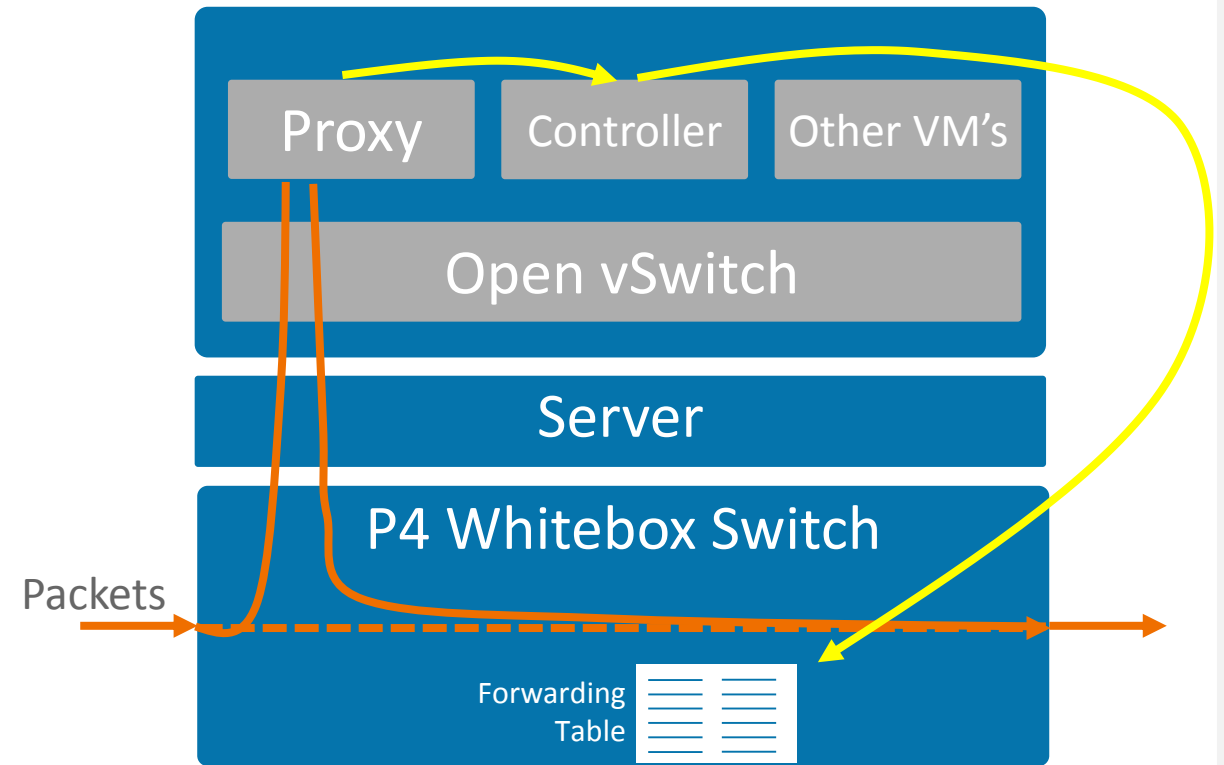 Proxy
Controller
Other VM’s
Open vSwitch
Server
P4 Whitebox Switch
Packets
Forwarding
Table